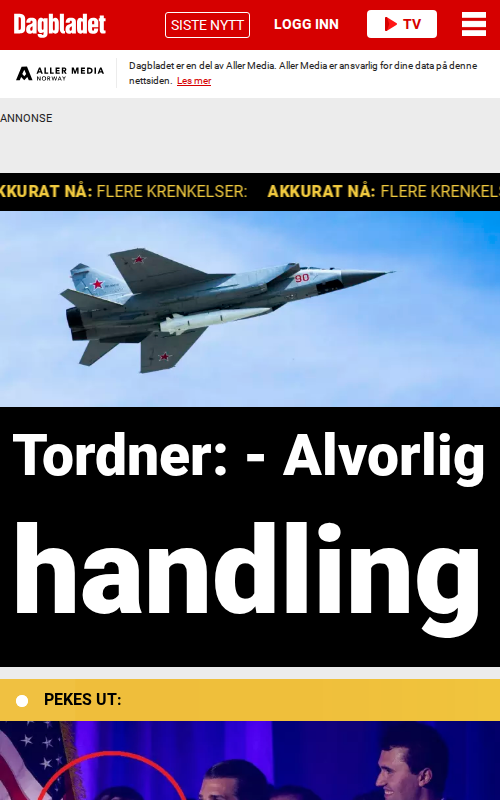 Dagbladet
SISTE NYTT
LOGG INN
TV
ALLER MEDIA
NORWAY
Dagbladet er en del av Aller Media. Aller Media er ansvarlig for dine data på denne
nettsiden. Les mer
ANNONSE
KKURAT NÅ: FLERE KRENKELSER: AKKURAT NÅ: FLERE KRENKELS
90
Tordner: - Alvorlig
handling
PEKES UT: